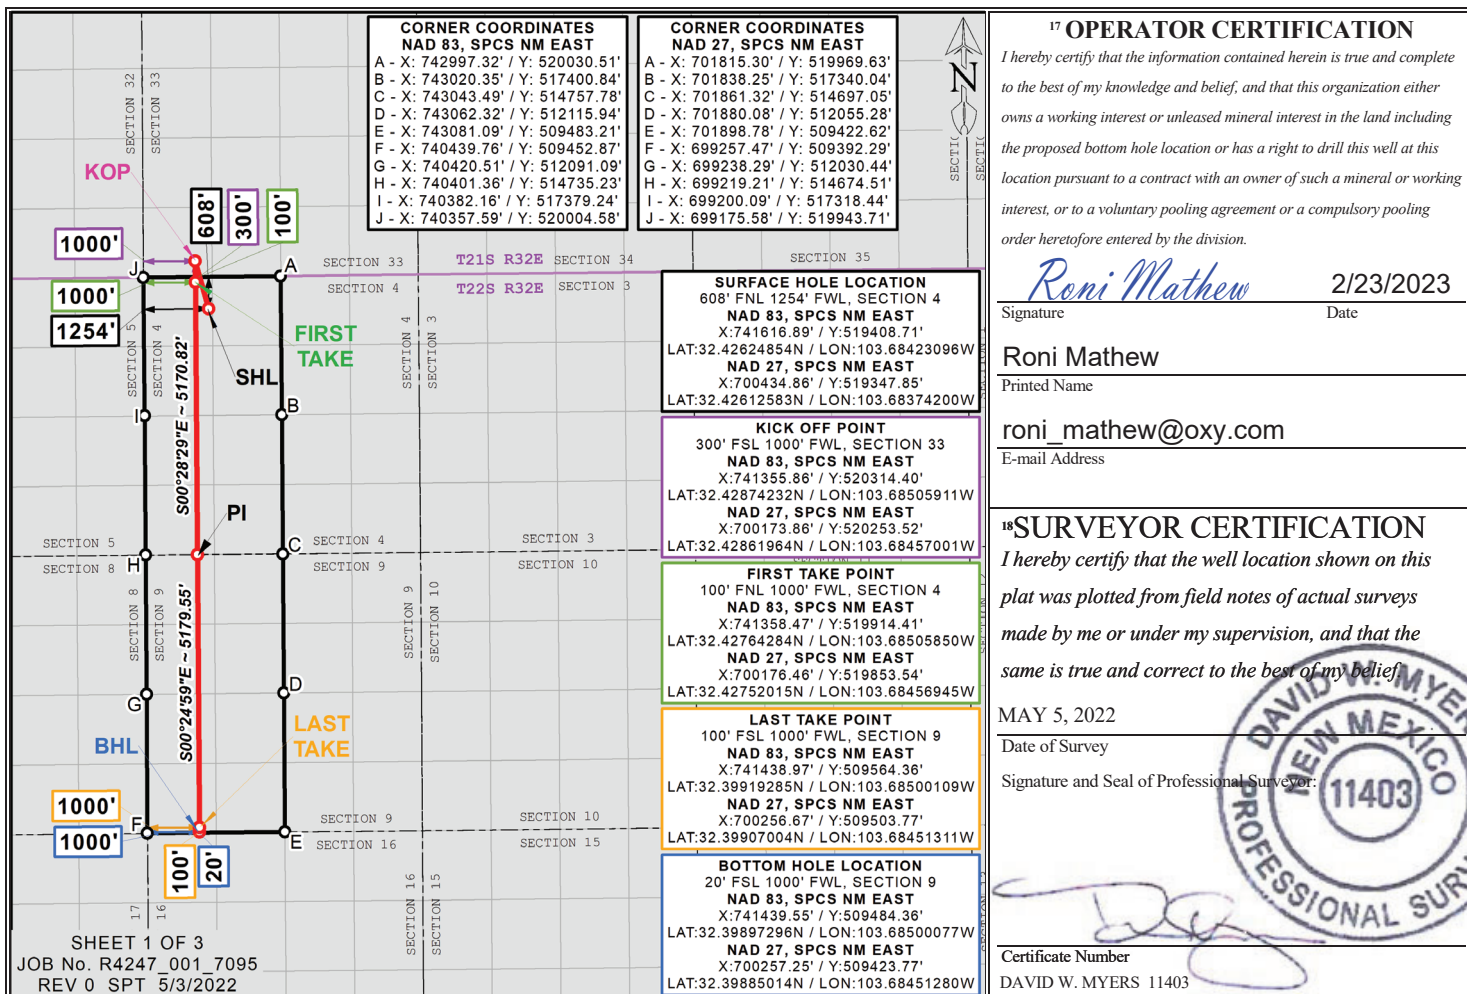 CORNER COORDINATES
NAD 83, SPCS NM EAST
A - X: 742997.32' / Y: 520030.51'
B - X: 743020.35' / Y: 517400.84'
C - X: 743043.49' / Y: 514757.78'
D - X: 743062.32' / Y: 512115.94'
E - X: 743081.09' / Y: 509483.21'
F - X: 740439.76' / Y: 509452.87'
G - X: 740420.51' / Y: 512091.09'
H - X: 740401.36' / Y: 514735.23'
I - X: 740382.16' / Y: 517379.24'
J - X: 740357.59' / Y: 520004.58'
CORNER COORDINATES
NAD 27, SPCS NM EAST
A - X: 701815.30' / Y: 519969.63'
B - X: 701838.25' / Y: 517340.04'
C - X: 701861.32' / Y: 514697.05'
D - X: 701880.08' / Y: 512055.28'
E - X: 701898.78' / Y: 509422.62'
F - X: 699257.47' / Y: 509392.29'
G - X: 699238.29' / Y: 512030.44'
H - X: 699219.21' / Y: 514674.51'
I - X: 699200.09' / Y: 517318.44'
J - X: 699175.58' / Y: 519943.71'
N
SECTION 32
SECTION 33
KOP
608'
300'
100'
1000'
J
A
SECTION 33
T21S R32E
SECTION 34
SECTION 35
SECTION 4
T22S R32E
SECTION 3
1000'
1254'
SECTION 5
SECTION 4
FIRST
TAKE
SHL
SECTION 4
SECTION 3
S00°28'29"E ~ 5170.82'
I
B
PI
SECTION 5
SECTION 8
H
C
SECTION 4
SECTION 9
SECTION 3
SECTION 10
SECTION 8
SECTION 9
SECTION 9
SECTION 10
S00°24'59"E ~ 5179.55'
G
D
BHL
LAST
TAKE
1000'
F
1000'
100'
20'
E
SECTION 9
SECTION 16
SECTION 10
SECTION 15
17
16
SECTION 16
SECTION 15
SHEET 1 OF 3
JOB No. R4247_001_7095
REV 0 SPT 5/3/2022
SURFACE HOLE LOCATION
608' FNL 1254' FWL, SECTION 4
NAD 83, SPCS NM EAST
X:741616.89' / Y:519408.71'
LAT:32.42624854N / LON:103.68423096W
NAD 27, SPCS NM EAST
X:700434.86' / Y:519347.85'
LAT:32.42612583N / LON:103.68374200W
KICK OFF POINT
300' FSL 1000' FWL, SECTION 33
NAD 83, SPCS NM EAST
X:741355.86' / Y:520314.40'
LAT:32.42874232N / LON:103.68505911W
NAD 27, SPCS NM EAST
X:700173.86' / Y:520253.52'
LAT:32.42861964N / LON:103.68457001W
FIRST TAKE POINT
100' FNL 1000' FWL, SECTION 4
NAD 83, SPCS NM EAST
X:741358.47' / Y:519914.41'
LAT:32.42764284N / LON:103.68505850W
NAD 27, SPCS NM EAST
X:700176.46' / Y:519853.54'
LAT:32.42752015N / LON:103.68456945W
LAST TAKE POINT
100' FSL 1000' FWL, SECTION 9
NAD 83, SPCS NM EAST
X:741438.97' / Y:509564.36'
LAT:32.39919285N / LON:103.68500109W
NAD 27, SPCS NM EAST
X:700256.67' / Y:509503.77'
LAT:32.39907004N / LON:103.68451311W
BOTTOM HOLE LOCATION
20' FSL 1000' FWL, SECTION 9
NAD 83, SPCS NM EAST
X:741439.55' / Y:509484.36'
LAT:32.39897296N / LON:103.68500077W
NAD 27, SPCS NM EAST
X:700257.25' / Y:509423.77'
LAT:32.39885014N / LON:103.68451280W
17 OPERATOR CERTIFICATION
I hereby certify that the information contained herein is true and complete
to the best of my knowledge and belief, and that this organization either
owns a working interest or unleased mineral interest in the land including
the proposed bottom hole location or has a right to drill this well at this
location pursuant to a contract with an owner of such a mineral or working
interest, or to a voluntary pooling agreement or a compulsory pooling
order heretofore entered by the division.
Roni Mathew 2/23/2023
Signature Date
Roni Mathew
Printed Name
roni_mathew@oxy.com
E-mail Address
18SURVEYOR CERTIFICATION
I hereby certify that the well location shown on this
plat was plotted from field notes of actual surveys
made by me or under my supervision, and that the
same is true and correct to the best of my belief.
MAY 5, 2022
Date of Survey
Signature and Seal of Professional Surveyor:
DAVID W. MYERS
NEW MEXICO
11403
PROFESSIONAL SURV
Certificate Number
DAVID W. MYERS 11403